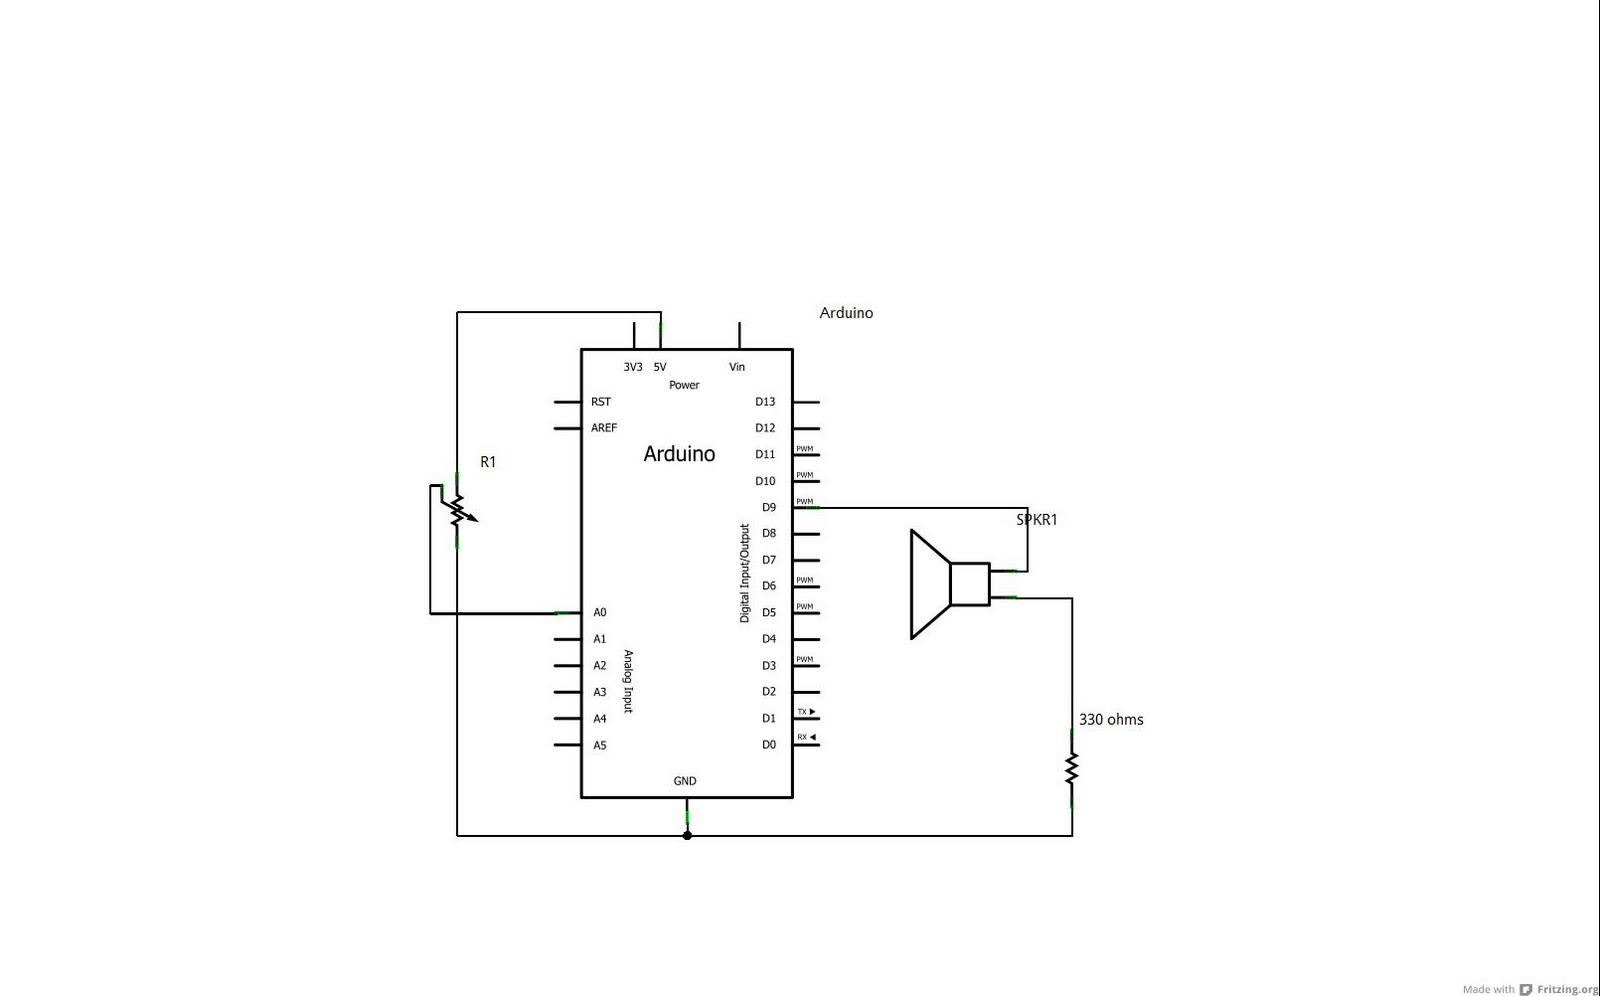 Arduino
3V3 5V Vin
Power
RST D13
AREF D12
PWM
D11
Arduino
R1
PWM
D10
PWM
D9
SPKR1
D8
Digital Input/Output
D7
PWM
D6
PWM
A0 D5
A1 D4
PWM
A2 D3
Analog Input
A3 D2
TX
A4 D1
330 ohms
RX
A5 D0
GND
Made with Fritzing.org